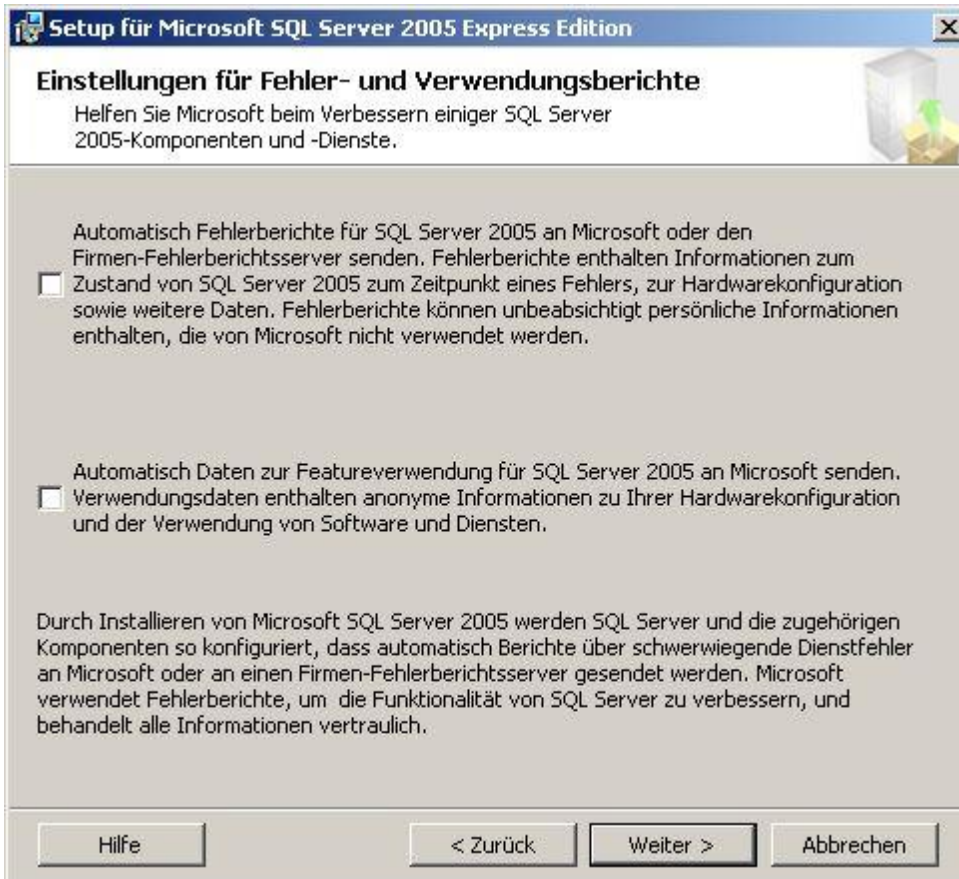 Setup für Microsoft SQL Server 2005 Express Edition
Einstellungen für Fehler- und Verwendungsberichte
Helfen Sie Microsoft beim Verbessern einiger SQL Server
2005-Komponenten und -Dienste.
Automatisch Fehlerberichte für SQL Server 2005 an Microsoft oder den
Firmen-Fehlerberichtsserver senden. Fehlerberichte enthalten Informationen zum
Zustand von SQL Server 2005 zum Zeitpunkt eines Fehlers, zur Hardwarekonfiguration
sowie weitere Daten. Fehlerberichte können unbeabsichtigt persönliche Informationen
enthalten, die von Microsoft nicht verwendet werden.
Automatisch Daten zur Featureverwendung für SQL Server 2005 an Microsoft senden.
Verwendungsdaten enthalten anonyme Informationen zu Ihrer Hardwarekonfiguration
und der Verwendung von Software und Diensten.
Durch Installieren von Microsoft SQL Server 2005 werden SQL Server und die zugehörigen
Komponenten so konfiguriert, dass automatisch Berichte über schwerwiegende Dienstfehler
an Microsoft oder an einen Firmen-Fehlerberichtsserver gesendet werden. Microsoft
verwendet Fehlerberichte, um die Funktionalität von SQL Server zu verbessern, und
behandelt alle Informationen vertraulich.
Hilfe
< Zurück
Weiter >
Abbrechen